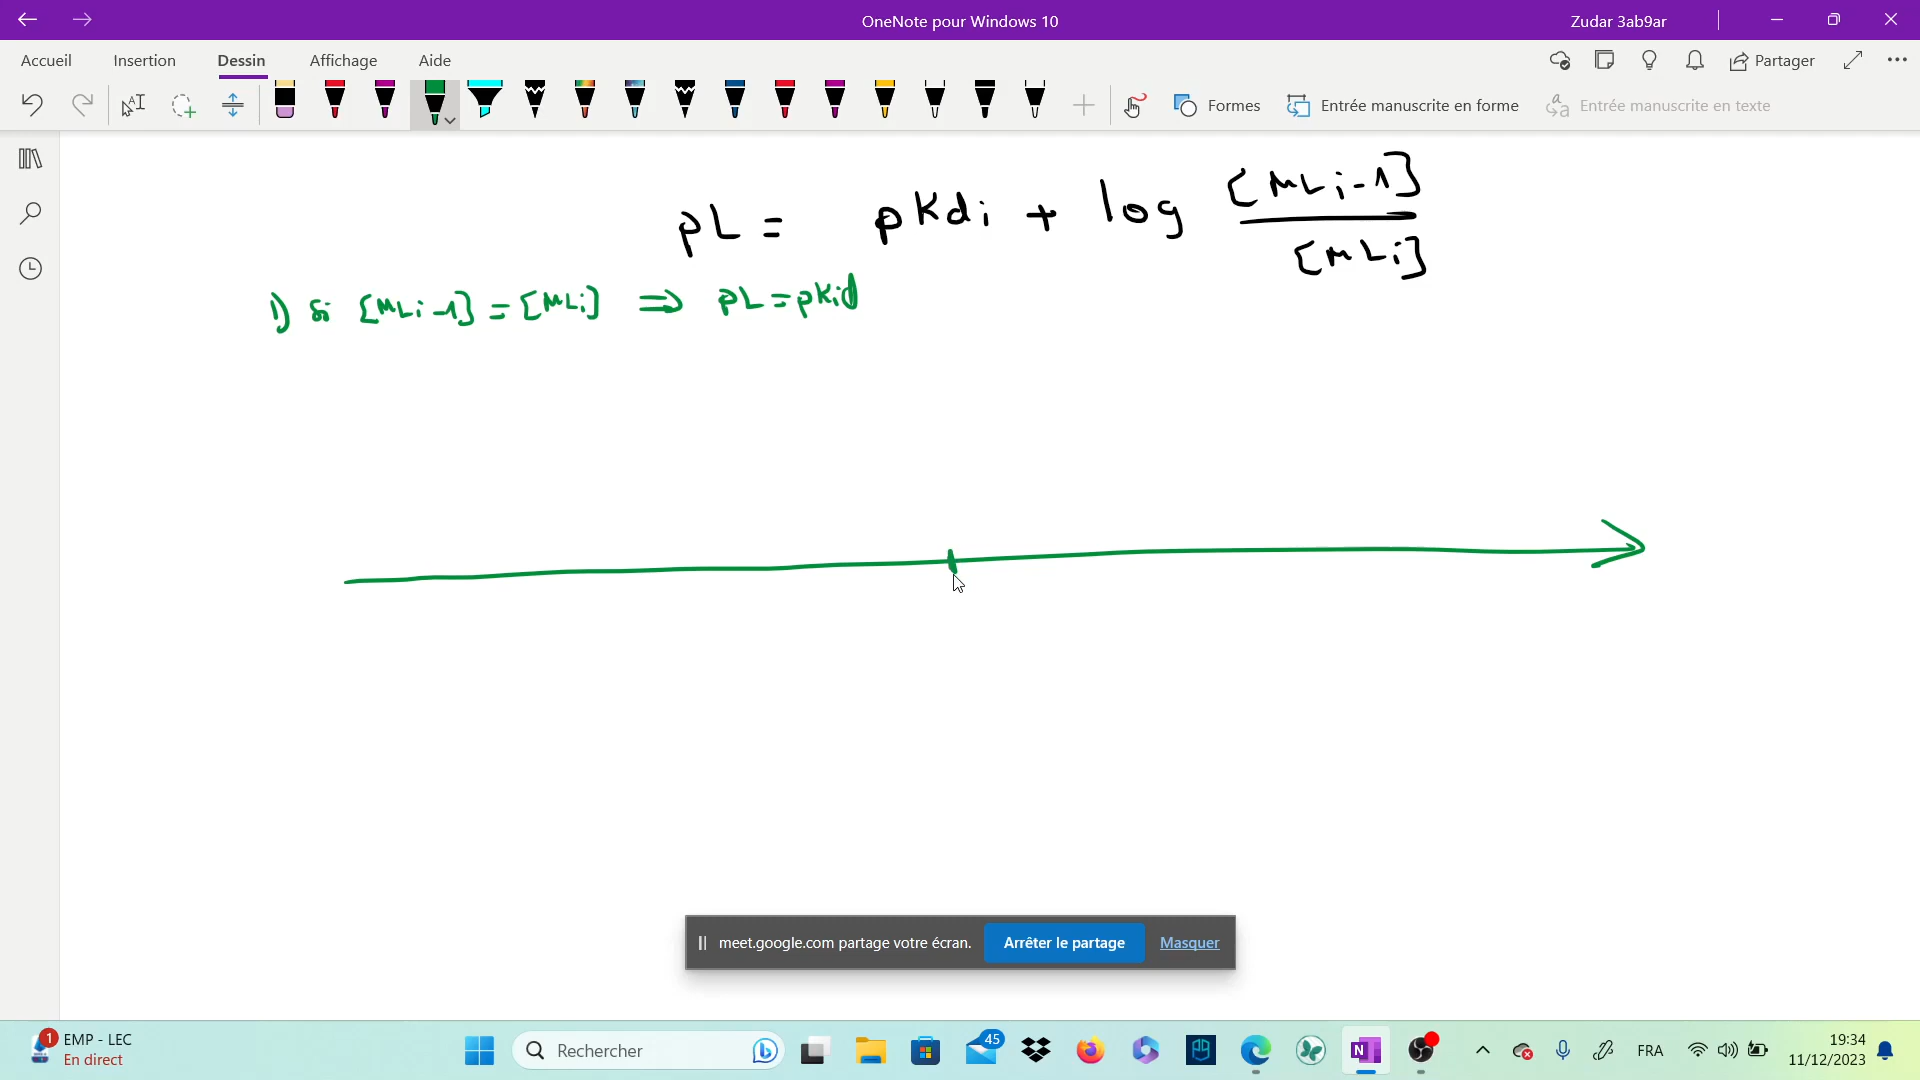 OneNote pour Windows 10
Zudar 3ab9ar
Accueil Insertion Dessin Affichage Aide
Partager
Formes
Entrée manuscrite en forme
Entrée manuscrite en texte
pL = pKdi + log [MLi-1] / [MLi]
1) si [MLi-1] = [MLi] ⇒ pL = pKid
meet.google.com partage votre écran.
Arrêter le partage
Masquer
1
EMP - LEC
En direct
Rechercher
45
FRA
19:34
11/12/2023